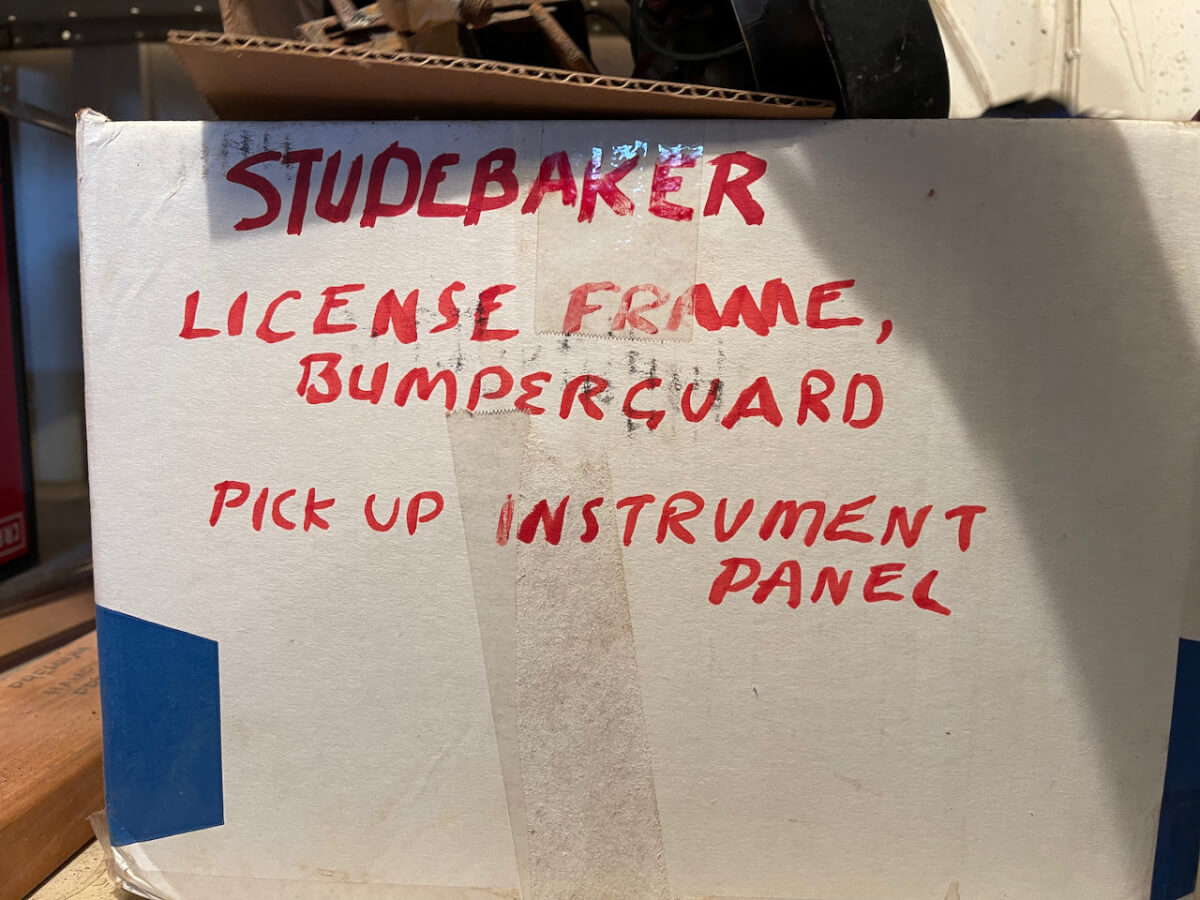 STUDEBAKER
LICENSE FRAME,
BUMPERGUARD
PICK UP INSTRUMENT
PANEL